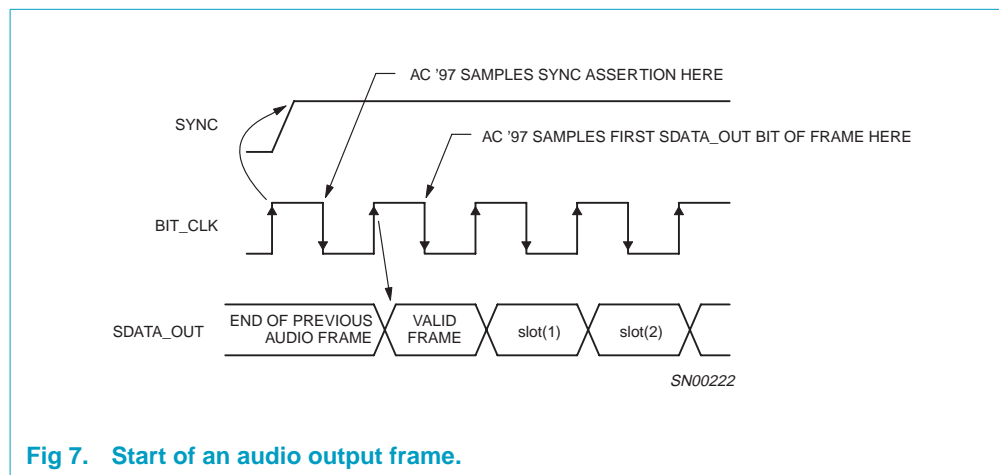 AC '97 SAMPLES SYNC ASSERTION HERE
SYNC
AC '97 SAMPLES FIRST SDATA_OUT BIT OF FRAME HERE
BIT_CLK
SDATA_OUT
END OF PREVIOUS
AUDIO FRAME
VALID
FRAME
slot(1)
slot(2)
SN00222
Fig 7. Start of an audio output frame.